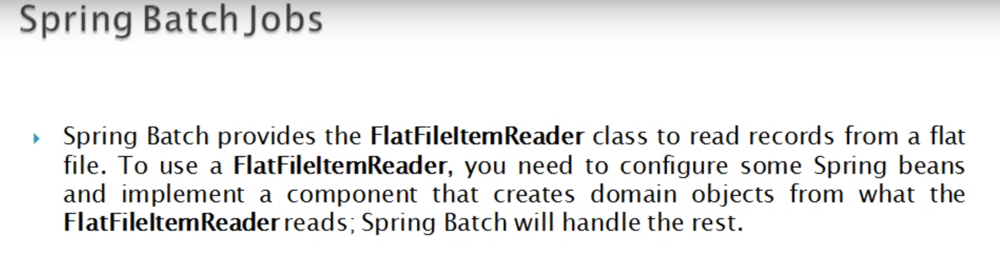 Spring Batch Jobs
Spring Batch provides the FlatFileItemReader class to read records from a flat
file. To use a FlatFileItemReader, you need to configure some Spring beans
and implement a component that creates domain objects from what the
FlatFileItemReader reads; Spring Batch will handle the rest.